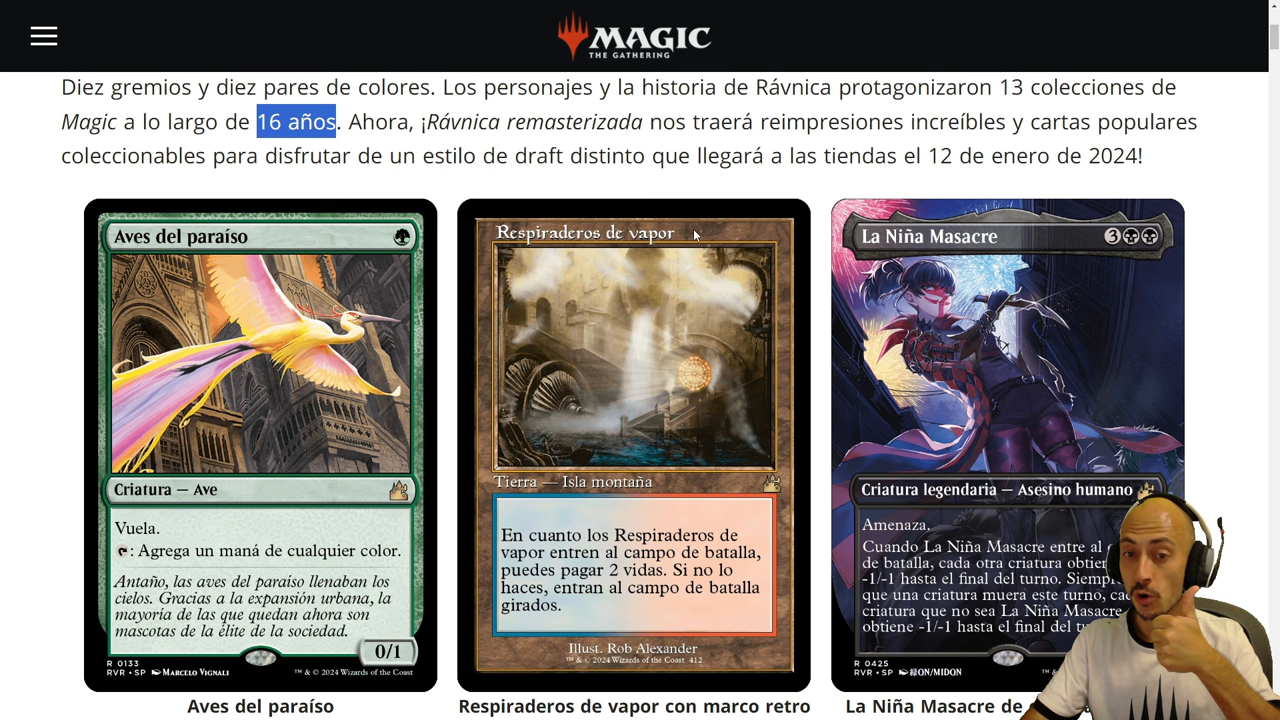 MAGIC
THE GATHERING
Diez gremios y diez pares de colores. Los personajes y la historia de Rávnica protagonizaron 13 colecciones de
Magic a lo largo de 16 años. Ahora, ¡Rávnica remasterizada nos traerá reimpresiones increíbles y cartas populares
coleccionables para disfrutar de un estilo de draft distinto que llegará a las tiendas el 12 de enero de 2024!
Aves del paraíso
Criatura — Ave
Vuela.
: Agrega un maná de cualquier color.
Antaño, las aves del paraíso llenaban los
cielos. Gracias a la expansión urbana, la
mayoría de las que quedan ahora son
mascotas de la élite de la sociedad.
0/1
R 0133
RVR • SP MARCELO VIGNALI
™ & © 2024 Wizards of the Coast
Aves del paraíso
Respiraderos de vapor
Tierra — Isla montaña
En cuanto los Respiraderos de
vapor entren al campo de batalla,
puedes pagar 2 vidas. Si no lo
haces, entran al campo de batalla
girados.
Illust. Rob Alexander
™ & © 2024 Wizards of the Coast 412
Respiraderos de vapor con marco retro
La Niña Masacre
3
Criatura legendaria — Asesino humano
Amenaza.
Cuando La Niña Masacre entre al
de batalla, cada otra criatura
-1/-1 hasta el final del turno.
que una criatura muera este turno,
criatura que no sea La Niña Masacre
obtiene -1/-1 hasta el final del
R 0425
RVR • SP
™ & © 2024 Wizards of the Coast
La Niña Masacre de